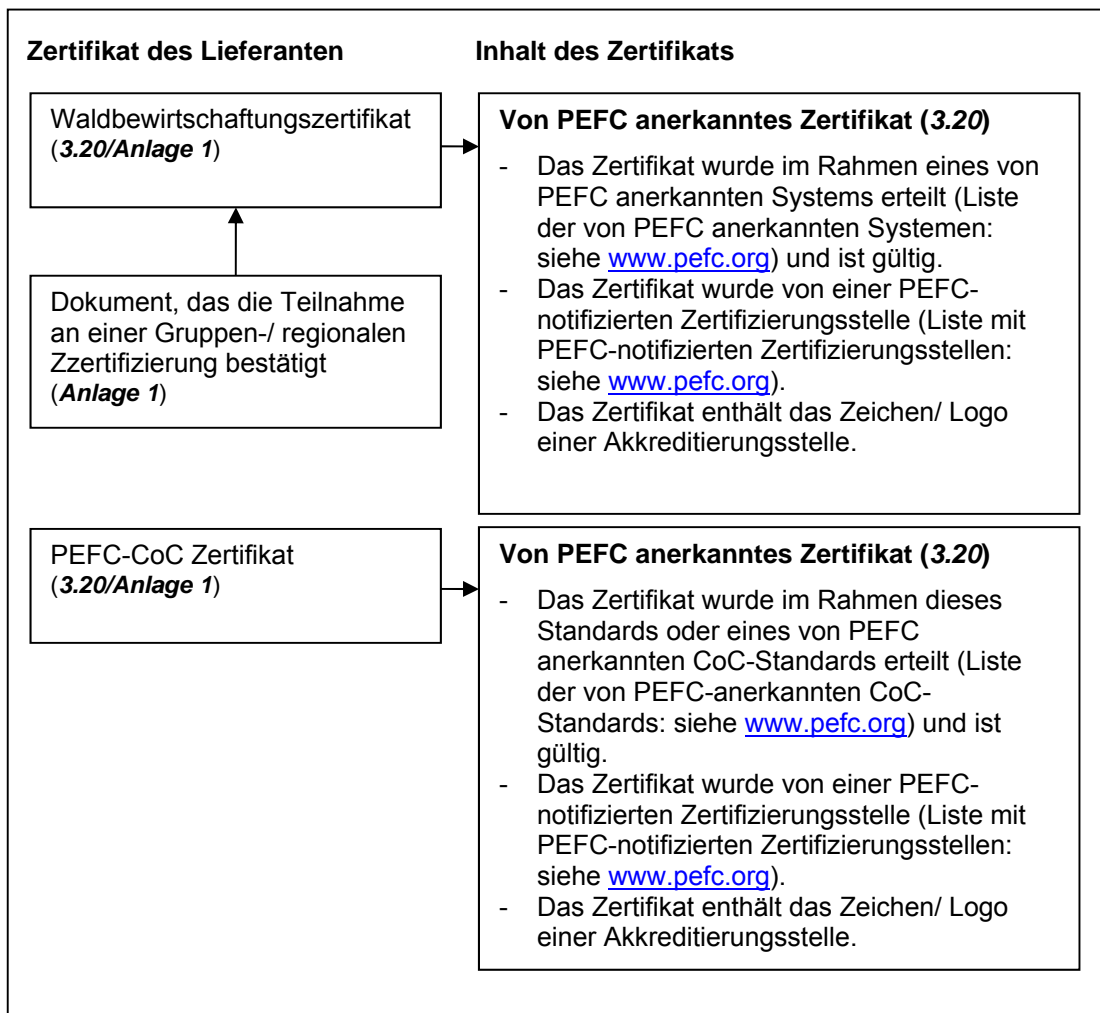 Zertifikat des Lieferanten
Inhalt des Zertifikats
Waldbewirtschaftungszertifikat
(3.20/Anlage 1)
Dokument, das die Teilnahme
an einer Gruppen-/ regionalen
Zzertifizierung bestätigt
(Anlage 1)
Von PEFC anerkanntes Zertifikat (3.20)
- Das Zertifikat wurde im Rahmen eines von
PEFC anerkannten Systems erteilt (Liste
der von PEFC anerkannten Systemen:
siehe www.pefc.org) und ist gültig.
- Das Zertifikat wurde von einer PEFC-
notifizierten Zertifizierungsstelle (Liste mit
PEFC-notifizierten Zertifizierungsstellen:
siehe www.pefc.org).
- Das Zertifikat enthält das Zeichen/ Logo
einer Akkreditierungsstelle.
PEFC-CoC Zertifikat
(3.20/Anlage 1)
Von PEFC anerkanntes Zertifikat (3.20)
- Das Zertifikat wurde im Rahmen dieses
Standards oder eines von PEFC
anerkannten CoC-Standards erteilt (Liste
der von PEFC-anerkannten CoC-
Standards: siehe www.pefc.org) und ist
gültig.
- Das Zertifikat wurde von einer PEFC-
notifizierten Zertifizierungsstelle (Liste mit
PEFC-notifizierten Zertifizierungsstellen:
siehe www.pefc.org).
- Das Zertifikat enthält das Zeichen/ Logo
einer Akkreditierungsstelle.